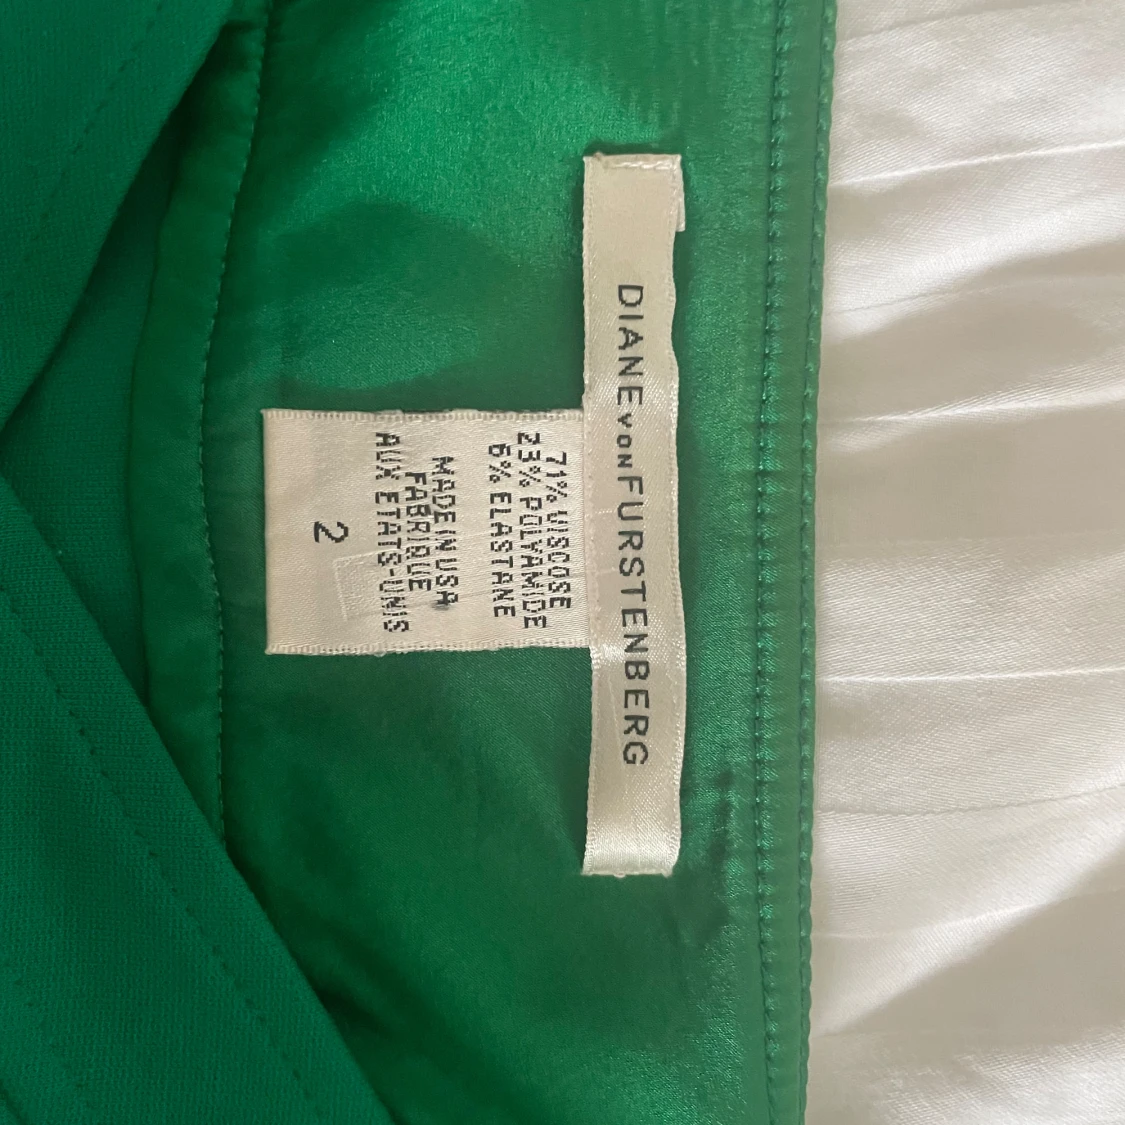 DIANE VON FURSTENBERG
71% VISCOSE
23% POLYAMIDE
6% ELASTANE
MADE IN USA
FABRIQUE
AUX ETATS-UNIS
2